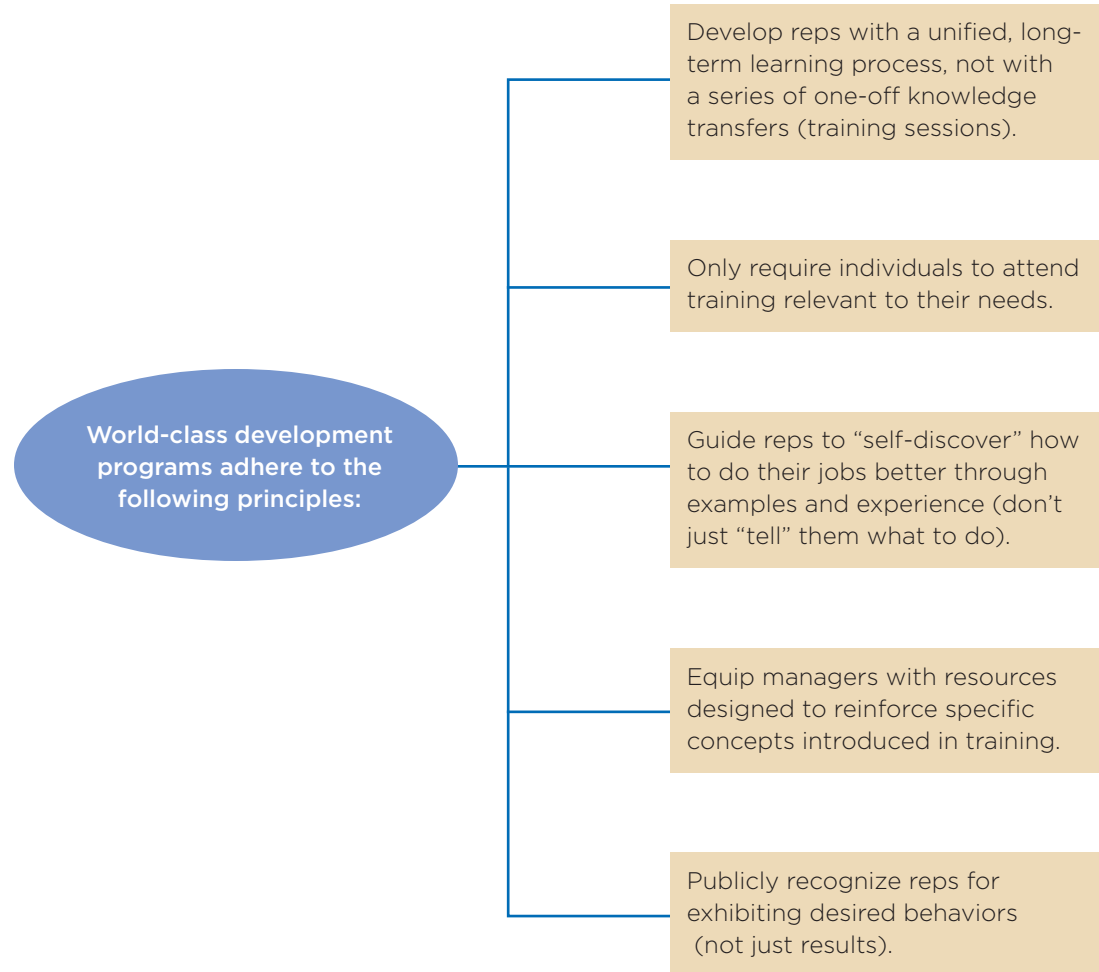 Develop reps with a unified, long-
term learning process, not with
a series of one-off knowledge
transfers (training sessions).
Only require individuals to attend
training relevant to their needs.
World-class development
programs adhere to the
following principles:
Guide reps to “self-discover” how
to do their jobs better through
examples and experience (don’t
just “tell” them what to do).
Equip managers with resources
designed to reinforce specific
concepts introduced in training.
Publicly recognize reps for
exhibiting desired behaviors
(not just results).